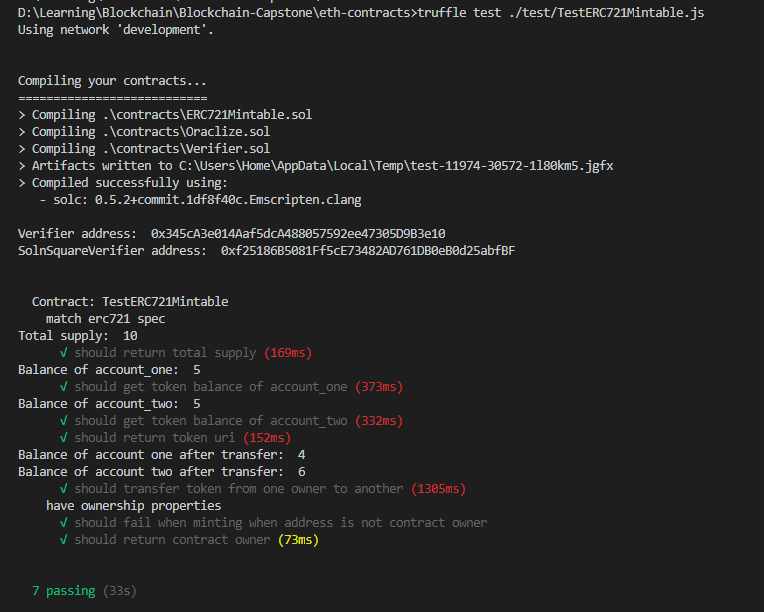 D:\Learning\Blockchain\Blockchain-Capstone\eth-contracts>truffle test ./test/TestERC721Mintable.js
Using network 'development'.
Compiling your contracts...
===========================
> Compiling .\contracts\ERC721Mintable.sol
> Compiling .\contracts\Oraclize.sol
> Compiling .\contracts\Verifier.sol
> Artifacts written to C:\Users\Home\AppData\Local\Temp\test-11974-30572-1l80km5.jgfx
> Compiled successfully using:
- solc: 0.5.2+commit.1df8f40c.Emscripten.clang
Verifier address:  0x345cA3e014Aaf5dcA488057592ee47305D9B3e10
SolnSquareVerifier address:  0xf25186B5081Ff5cE73482AD761DB0eB0d25abfBF
Contract: TestERC721Mintable
match erc721 spec
Total supply:  10
√ should return total supply (169ms)
Balance of account_one:  5
√ should get token balance of account_one (373ms)
Balance of account_two:  5
√ should get token balance of account_two (332ms)
√ should return token uri (152ms)
Balance of account one after transfer:  4
Balance of account two after transfer:  6
√ should transfer token from one owner to another (1305ms)
have ownership properties
√ should fail when minting when address is not contract owner
√ should return contract owner (73ms)
7 passing (33s)